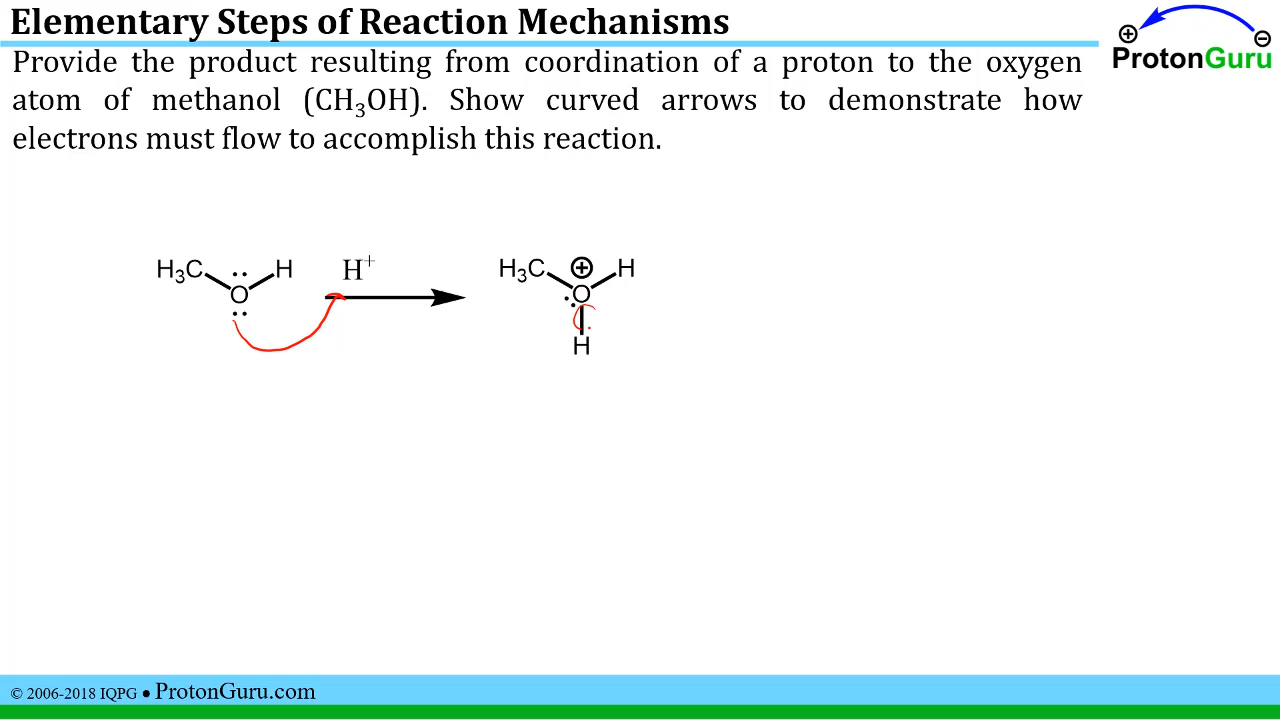 Elementary Steps of Reaction Mechanisms
⊕ ⊖
ProtonGuru
Provide the product resulting from coordination of a proton to the oxygen
atom of methanol (CH₃OH). Show curved arrows to demonstrate how
electrons must flow to accomplish this reaction.
H₃C H H⁺ H₃C ⊕ H
O O
H
© 2006-2018 IQPG ● ProtonGuru.com